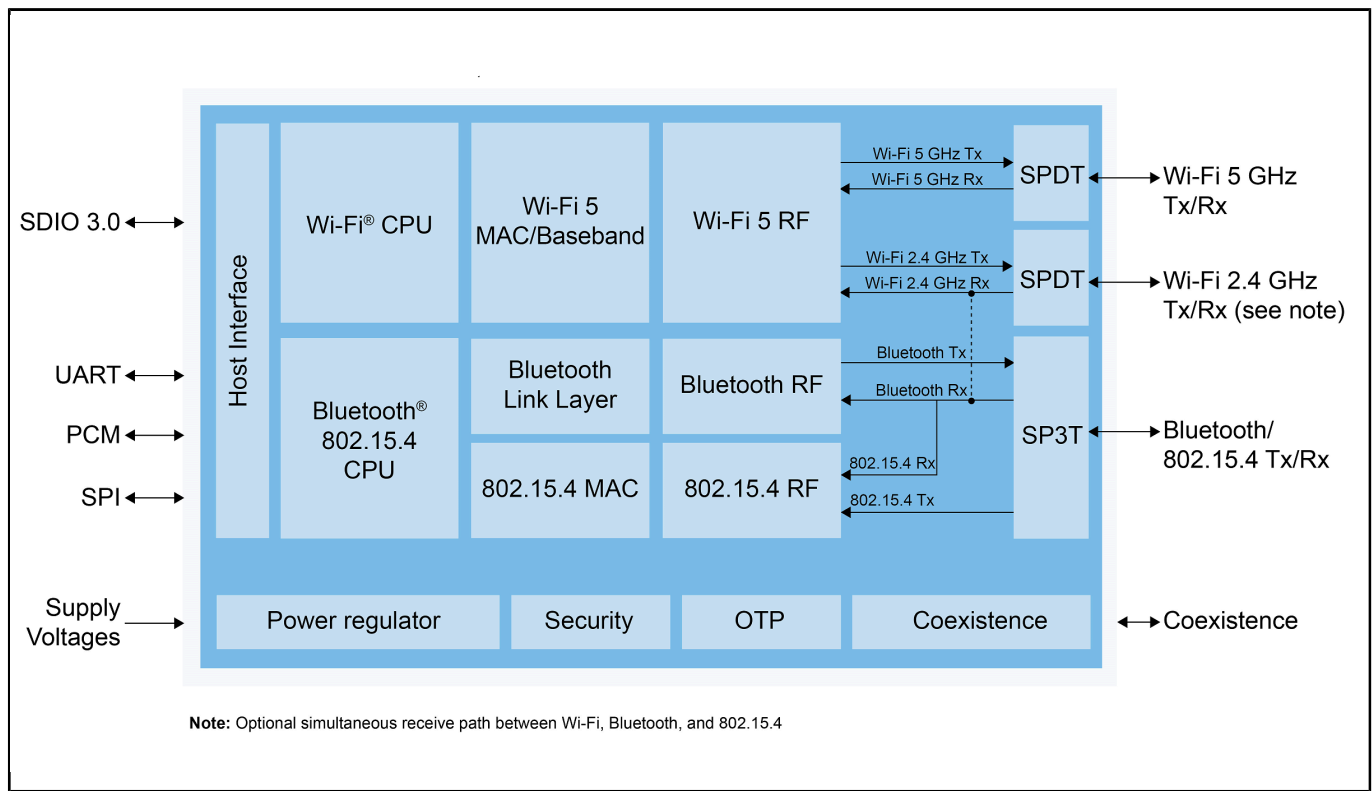 SDIO 3.0
UART
PCM
SPI
Supply
Voltages
Host Interface
Wi-Fi® CPU
Wi-Fi 5
MAC/Baseband
Wi-Fi 5 RF
Bluetooth®
802.15.4
CPU
Bluetooth
Link Layer
Bluetooth RF
802.15.4 MAC
802.15.4 RF
Wi-Fi 5 GHz Tx
Wi-Fi 5 GHz Rx
Wi-Fi 2.4 GHz Tx
Wi-Fi 2.4 GHz Rx
Bluetooth Tx
Bluetooth Rx
802.15.4 Rx
802.15.4 Tx
SPDT
SPDT
SP3T
Wi-Fi 5 GHz
Tx/Rx
Wi-Fi 2.4 GHz
Tx/Rx (see note)
Bluetooth/
802.15.4 Tx/Rx
Power regulator
Security
OTP
Coexistence
Coexistence
Note: Optional simultaneous receive path between Wi-Fi, Bluetooth, and 802.15.4